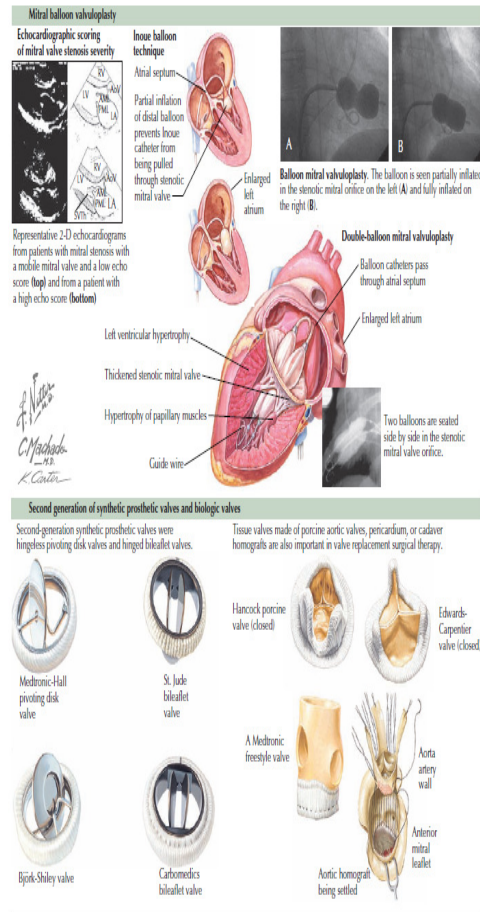 Mitral balloon valvuloplasty
Echocardiographic scoring
of mitral valve stenosis severity
RV
LV
AoV
AML
PML
LA
RV
LV
AoV
AML
PML
LA
SVTh
Representative 2-D echocardiograms
from patients with mitral stenosis with
a mobile mitral valve and a low echo
score (top) and from a patient with
a high echo score (bottom)
Inoue balloon
technique
Atrial septum
Partial inflation
of distal balloon
prevents Inoue
catheter from
being pulled
through stenotic
mitral valve
Enlarged
left
atrium
A
B
Balloon mitral valvuloplasty. The balloon is seen partially inflated
in the stenotic mitral orifice on the left (A) and fully inflated on
the right (B).
Double-balloon mitral valvuloplasty
Balloon catheters pass
through atrial septum
Enlarged left atrium
Left ventricular hypertrophy
Thickened stenotic mitral valve
Hypertrophy of papillary muscles
Guide wire
Two balloons are seated
side by side in the stenotic
mitral valve orifice.
F. Netter
M.D.
C. Machado
M.D.
K. Carter
Second generation of synthetic prosthetic valves and biologic valves
Second-generation synthetic prosthetic valves were
hingeless pivoting disk valves and hinged bileaflet valves.
Medtronic-Hall
pivoting disk
valve
St. Jude
bileaflet
valve
Björk-Shiley valve
Carbomedics
bileaflet valve
Tissue valves made of porcine aortic valves, pericardium, or cadaver
homografts are also important in valve replacement surgical therapy.
Hancock porcine
valve (closed)
Edwards-
Carpentier
valve (closed)
A Medtronic
freestyle valve
Aorta
artery
wall
Anterior
mitral
leaflet
Aortic homograft
being settled